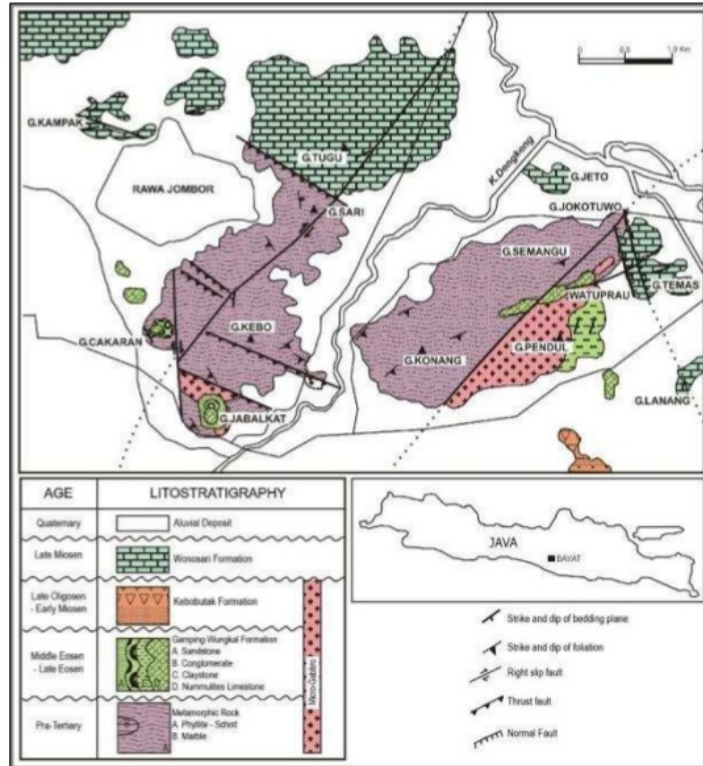 0 0,5 1,0 Km
G.KAMPAK
G.TUGU
K. Dengkeng
G.JETO
RAWA JOMBOR
G.JOKOTUWO
G.SARI
G.SEMANGU
G.TEMAS
WATUPRAU
G.KEBO
G.CAKARAN
G.KONANG
G.PENDUL
G.LANANG
G.JABALKAT
AGE
LITOSTRATIGRAPHY
Quaternary
Aluvial Deposit
Late Miosen
Wonosari Formation
Late Oligosen
- Early Miosen
Kebobutak Formation
Middle Eosen
- Late Eosen
Gamping-Wungkal Formation
A. Sandstone
B. Conglomerate
C. Claystone
D. Nummulites Limestone
Micro-Gabbro
Pre-Tertiary
Metamorphic Rock
A. Phyllite - Schist
B. Marble
JAVA
BAYAT
Strike and dip of bedding plane
Strike and dip of foliation
Right slip fault
Thrust fault
Normal Fault